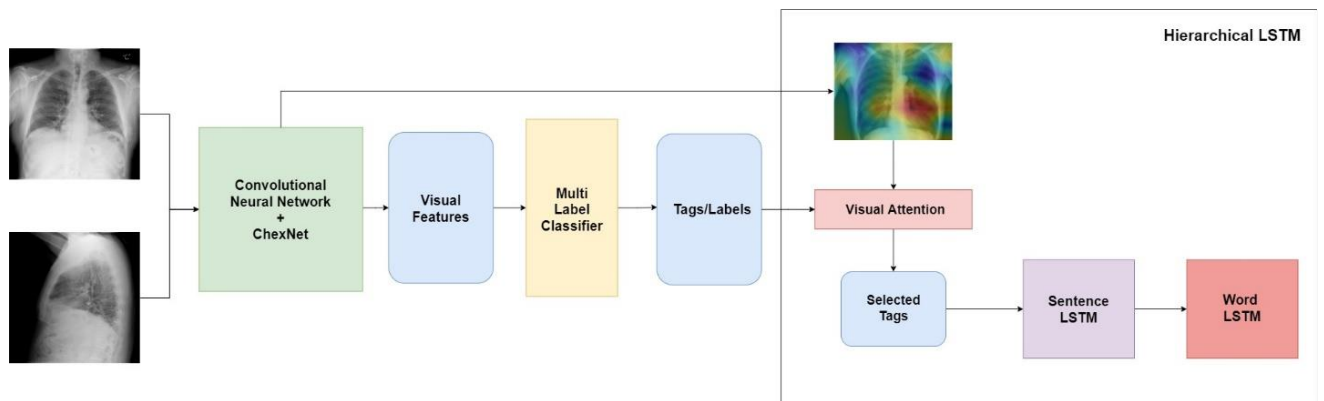 Hierarchical LSTM
Convolutional
Neural Network
+
ChexNet
Visual
Features
Multi
Label
Classifier
Tags/Labels
Visual Attention
Selected
Tags
Sentence
LSTM
Word
LSTM